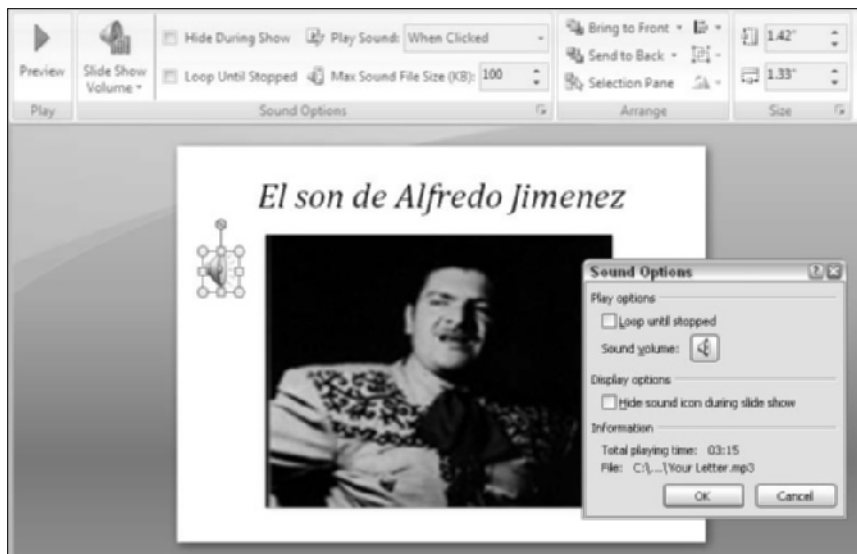 Hide During Show Play Sound: When Clicked
Bring to Front
1.42"
Preview
Slide Show Volume
Loop Until Stopped Max Sound File Size (KB): 100
Send to Back
1.33"
Selection Pane
Play
Sound Options
Arrange
Size
El son de Alfredo Jimenez
Sound Options
Play options
Loop until stopped
Sound volume:
Display options
Hide sound icon during slide show
Information
Total playing time: 03:15
File: C:\,...\Your Letter.mp3
OK
Cancel